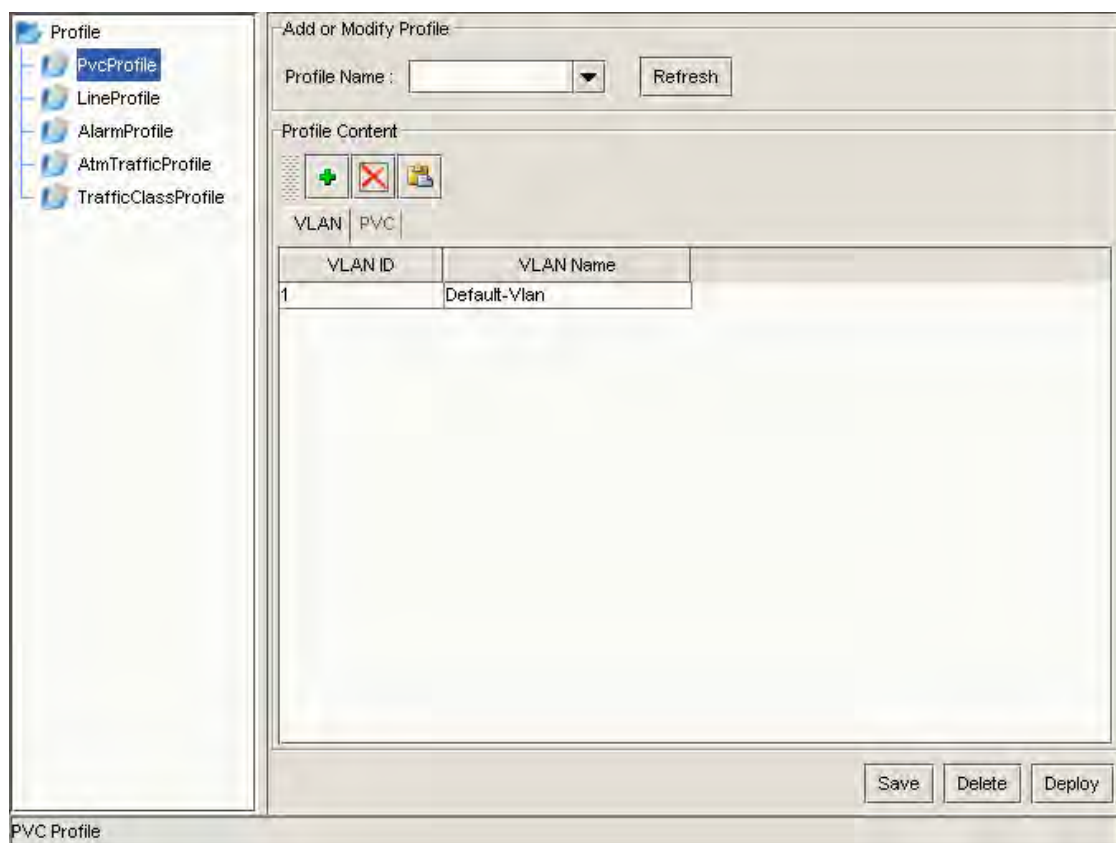 Profile
PvcProfile
LineProfile
AlarmProfile
AtmTrafficProfile
TrafficClassProfile
Add or Modify Profile
Profile Name :
Refresh
Profile Content
VLAN PVC
VLAN ID VLAN Name
1 Default-Vlan
Save Delete Deploy
PVC Profile